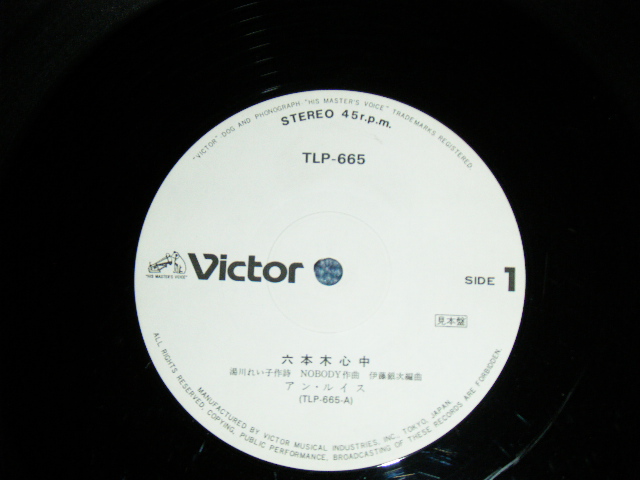 "VICTOR" DOG AND PHONOGRAPH "HIS MASTER'S VOICE" TRADEMARKS REGISTERED
STEREO 45r.p.m.
TLP-665
"HIS MASTER'S VOICE"
Victor
SIDE 1
見本盤
六本木心中
湯川れい子作詩 NOBODY作曲 伊藤銀次編曲
アン・ルイス
(TLP-665-A)
ALL RIGHTS RESERVED. COPYING, PUBLIC PERFORMANCE, BROADCASTING OF THESE RECORDS ARE FORBIDDEN.
MANUFACTURED BY VICTOR MUSICAL INDUSTRIES, INC., TOKYO, JAPAN